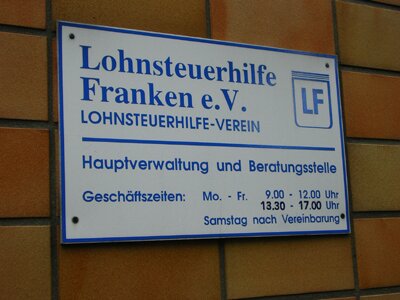 Lohnsteuerhilfe
Franken e.V.
LOHNSTEUERHILFE-VEREIN
LF
Hauptverwaltung und Beratungsstelle
Geschäftszeiten: Mo. - Fr. 9.00 - 12.00 Uhr
13.30 - 17.00 Uhr
Samstag nach Vereinbarung